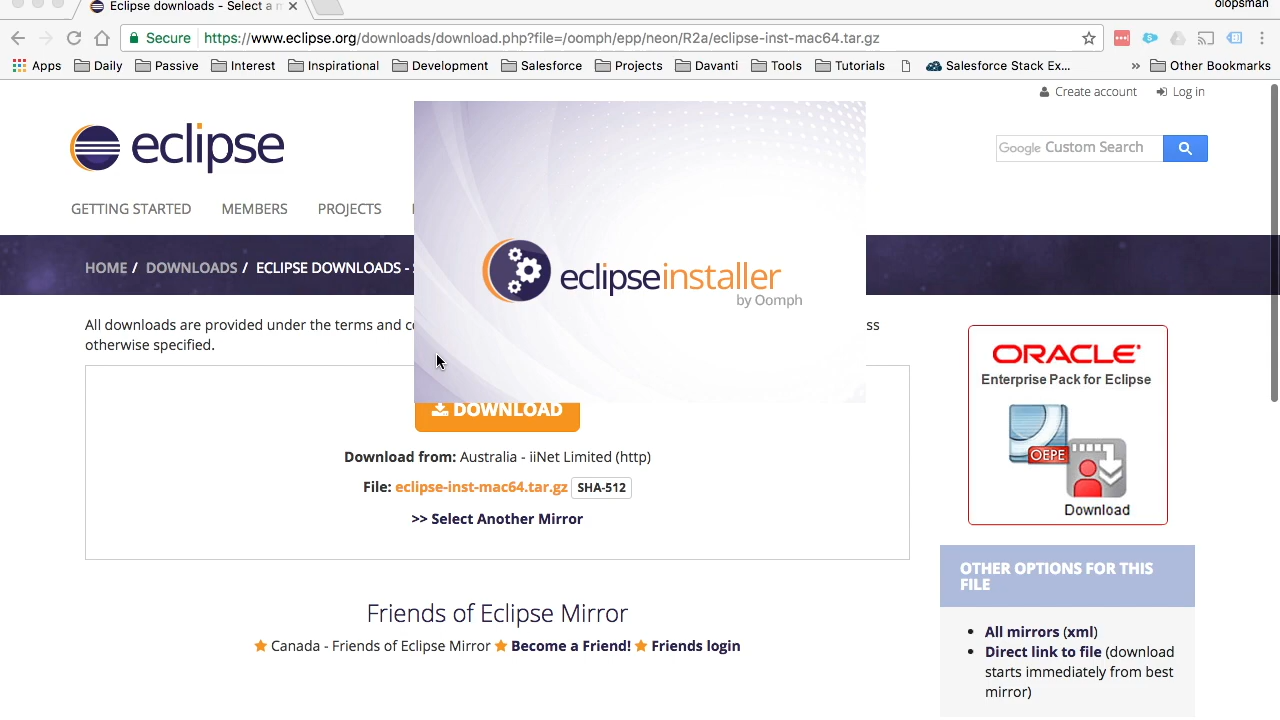 Eclipse downloads - Select a m
olopsman
Secure https://www.eclipse.org/downloads/download.php?file=/oomph/epp/neon/R2a/eclipse-inst-mac64.tar.gz
Apps Daily Passive Interest Inspirational Development Salesforce Projects Davanti Tools Tutorials Salesforce Stack Ex... » Other Bookmarks
Create account Log in
eclipse
Google Custom Search
GETTING STARTED MEMBERS PROJECTS
eclipseinstaller
by Oomph
HOME / DOWNLOADS / ECLIPSE DOWNLOADS -
All downloads are provided under the terms and
ss
otherwise specified.
DOWNLOAD
Download from: Australia - iiNet Limited (http)
File: eclipse-inst-mac64.tar.gz SHA-512
>> Select Another Mirror
ORACLE
Enterprise Pack for Eclipse
OEPE
Download
Friends of Eclipse Mirror
Canada - Friends of Eclipse Mirror Become a Friend! Friends login
OTHER OPTIONS FOR THIS
FILE
All mirrors (xml)
Direct link to file (download
starts immediately from best
mirror)